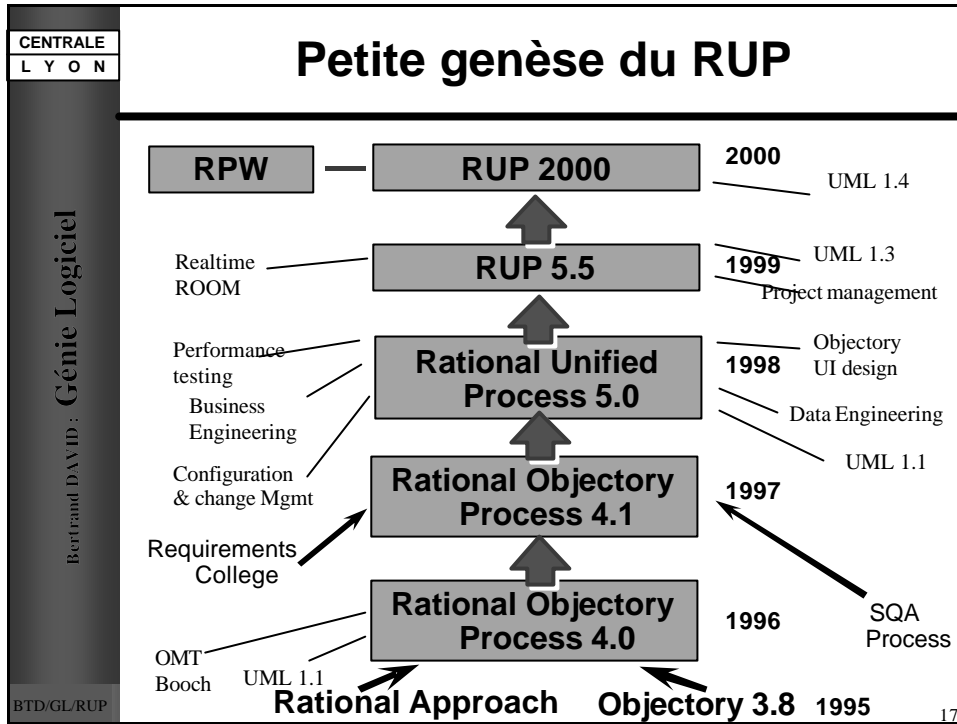 CENTRALE
L Y O N
Petite genèse du RUP
RPW
RUP 2000
2000
UML 1.4
Realtime
ROOM
RUP 5.5
1999
UML 1.3
Project management
Performance
testing
Business
Engineering
Configuration
& change Mgmt
Rational Unified
Process 5.0
1998
Objectory
UI design
Data Engineering
UML 1.1
Rational Objectory
Process 4.1
1997
Requirements
College
SQA
Process
Rational Objectory
Process 4.0
1996
OMT
Booch
UML 1.1
Rational Approach
Objectory 3.8
1995
Bertrand DAVID : Génie Logiciel
BTD/GL/RUP
17